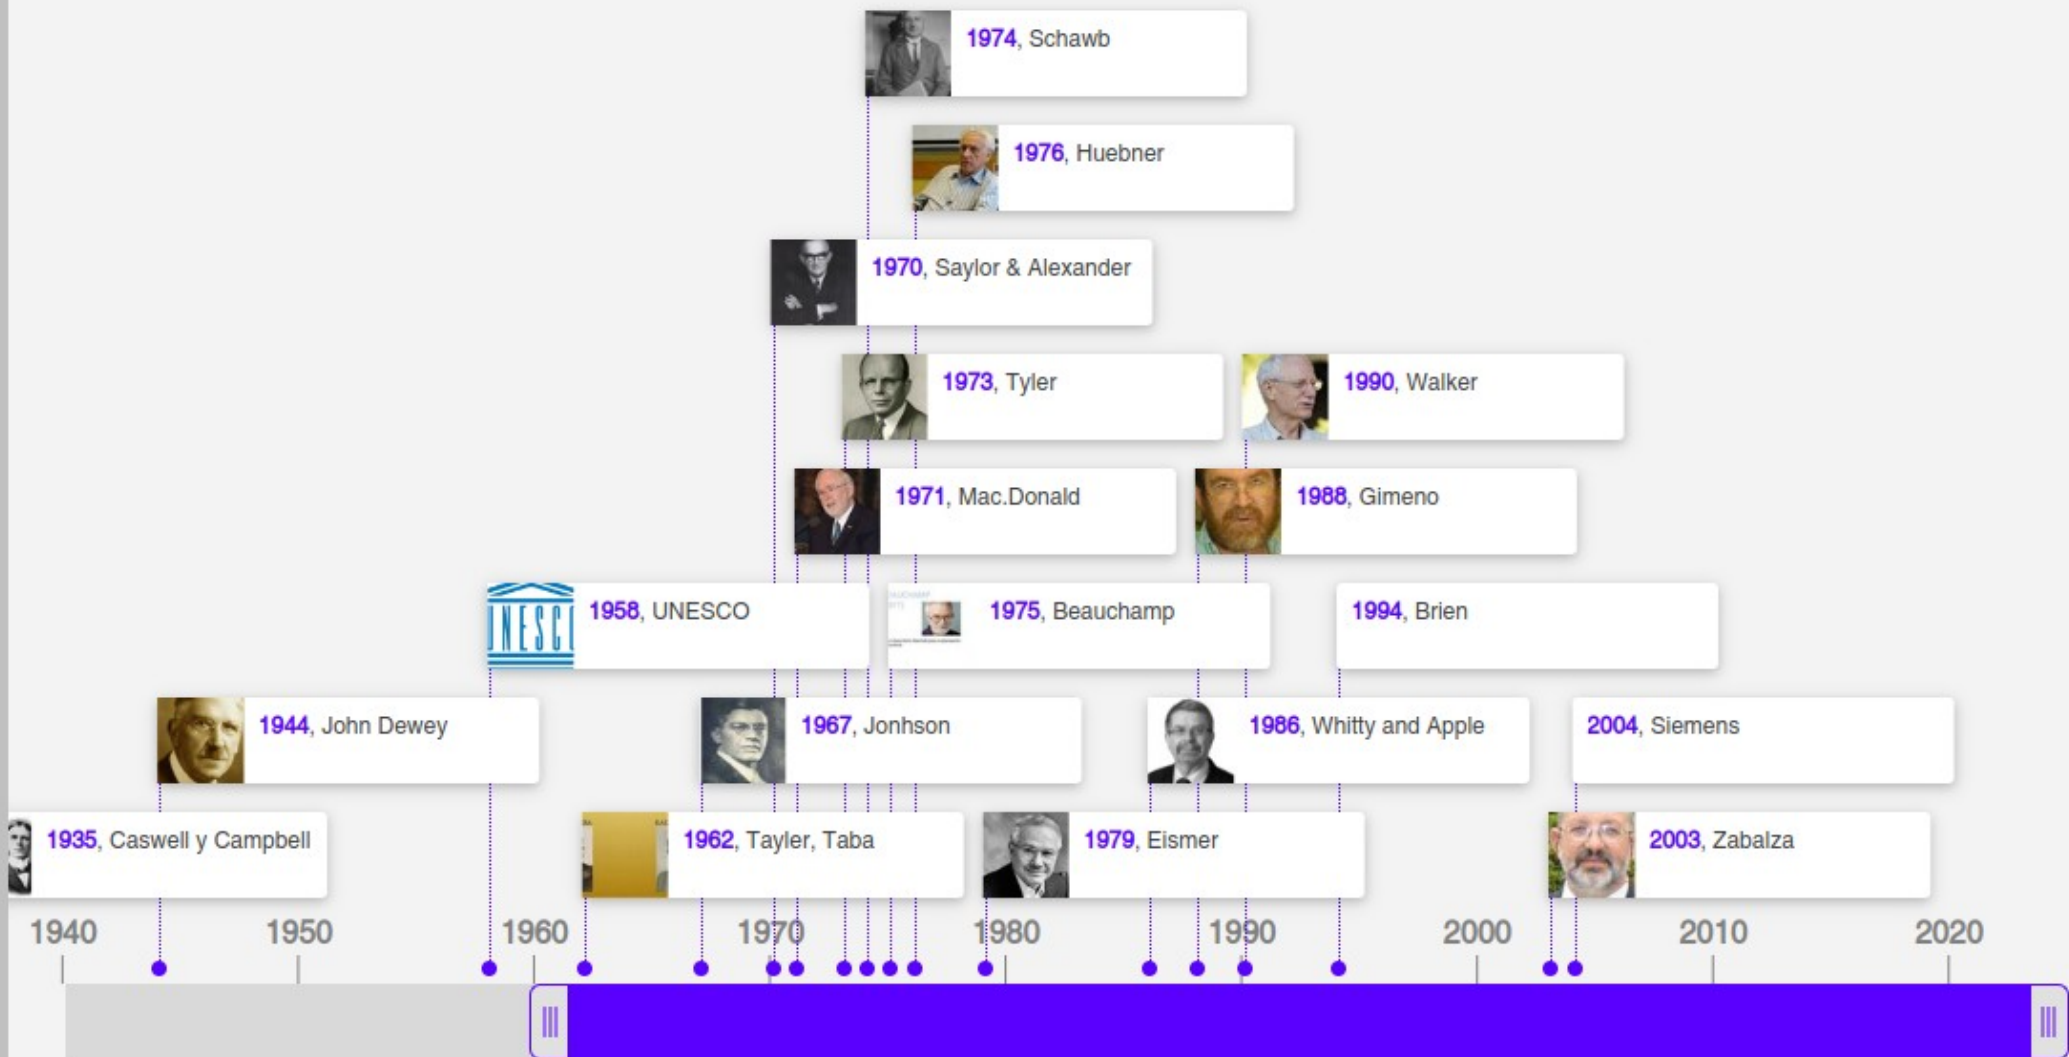 1974, Schawb
1976, Huebner
1970, Saylor & Alexander
1973, Tyler
1990, Walker
1971, Mac.Donald
1988, Gimeno
1958, UNESCO
1975, Beauchamp
1994, Brien
1944, John Dewey
1967, Jonhson
1986, Whitty and Apple
2004, Siemens
1935, Caswell y Campbell
1962, Tayler, Taba
1979, Eismer
2003, Zabalza
1940 1950 1960 1970 1980 1990 2000 2010 2020